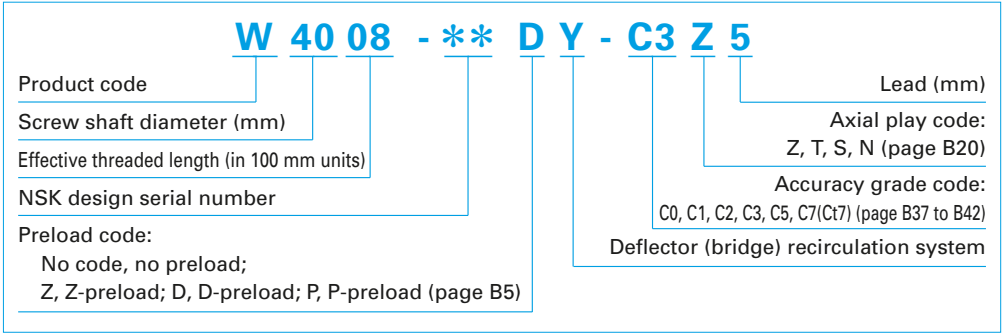 W 40 08 - ** D Y - C3 Z 5
Product code
Screw shaft diameter (mm)
Effective threaded length (in 100 mm units)
NSK design serial number
Preload code:
No code, no preload;
Z, Z-preload; D, D-preload; P, P-preload (page B5)
Lead (mm)
Axial play code:
Z, T, S, N (page B20)
Accuracy grade code:
C0, C1, C2, C3, C5, C7(Ct7) (page B37 to B42)
Deflector (bridge) recirculation system